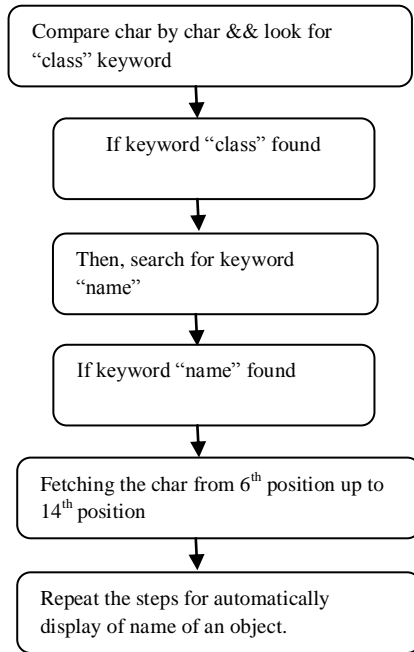 Compare char by char && look for
“class” keyword
If keyword “class” found
Then, search for keyword
“name”
If keyword “name” found
Fetching the char from 6th position up to
14th position
Repeat the steps for automatically
display of name of an object.